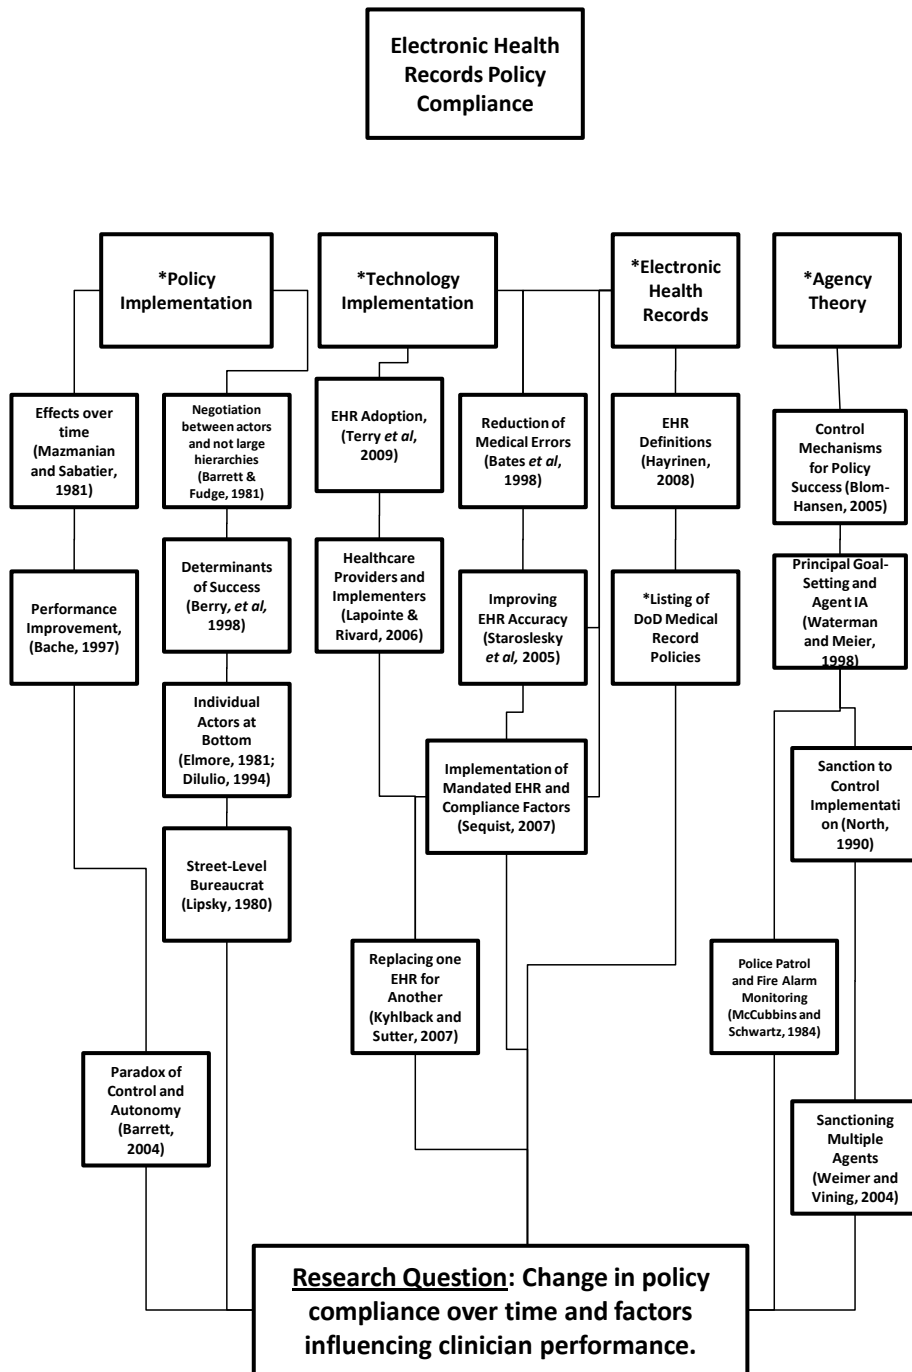 Electronic Health
Records Policy
Compliance
*Policy
Implementation
*Technology
Implementation
*Electronic
Health
Records
*Agency
Theory
Effects over
time
(Mazmanian
and Sabatier,
1981)
Negotiation
between actors
and not large
hierarchies
(Barrett &
Fudge, 1981)
EHR Adoption,
(Terry et al,
2009)
Reduction of
Medical Errors
(Bates et al,
1998)
EHR
Definitions
(Hayrinen,
2008)
Control
Mechanisms
for Policy
Success (Blom-
Hansen, 2005)
Performance
Improvement,
(Bache, 1997)
Determinants
of Success
(Berry, et al,
1998)
Healthcare
Providers and
Implementers
(Lapointe &
Rivard, 2006)
Improving
EHR Accuracy
(Staroslesky
et al, 2005)
*Listing of
DoD Medical
Record
Policies
Principal Goal-
Setting and
Agent IA
(Waterman
and Meier,
1998)
Individual
Actors at
Bottom
(Elmore, 1981;
Dilulio, 1994)
Implementation of
Mandated EHR and
Compliance Factors
(Sequist, 2007)
Sanction to
Control
Implementati
on (North,
1990)
Street-Level
Bureaucrat
(Lipsky, 1980)
Replacing one
EHR for
Another
(Kyhlback and
Sutter, 2007)
Police Patrol
and Fire Alarm
Monitoring
(McCubbins and
Schwartz, 1984)
Paradox of
Control and
Autonomy
(Barrett,
2004)
Sanctioning
Multiple
Agents
(Weimer and
Vining, 2004)
Research Question: Change in policy
compliance over time and factors
influencing clinician performance.